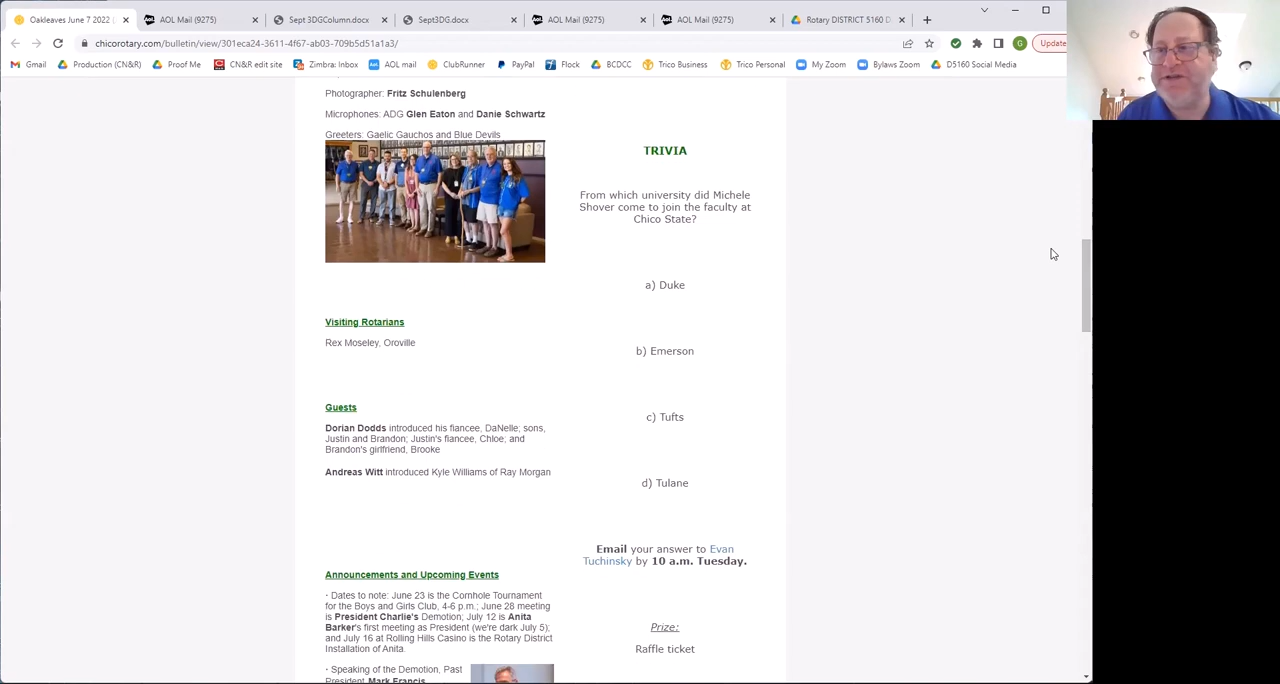 Oakleaves June 7 2022 |
AOL Mail (9275)
Sept 3DGColumn.docx
Sept3DG.docx
AOL Mail (9275)
AOL Mail (9275)
Rotary DISTRICT 5160 D
chicorotary.com/bulletin/view/301eca24-3611-4f67-ab03-709b5d51a1a3/
G
Update
Gmail
Production (CN&R)
Proof Me
CN&R edit site
Zimbra: Inbox
AOL mail
ClubRunner
PayPal
Flock
BCDCC
Trico Business
Trico Personal
My Zoom
Bylaws Zoom
D5160 Social Media
Photographer: Fritz Schulenberg
Microphones: ADG Glen Eaton and Danie Schwartz
Greeters: Gaelic Gauchos and Blue Devils
Visiting Rotarians
Rex Moseley, Oroville
Guests
Dorian Dodds introduced his fiancee, DaNelle; sons,
Justin and Brandon; Justin's fiancee, Chloe; and
Brandon's girlfriend, Brooke
Andreas Witt introduced Kyle Williams of Ray Morgan
Announcements and Upcoming Events
· Dates to note: June 23 is the Cornhole Tournament
for the Boys and Girls Club, 4-6 p.m.; June 28 meeting
is President Charlie's Demotion; July 12 is Anita
Barker's first meeting as President (we're dark July 5);
and July 16 at Rolling Hills Casino is the Rotary District
Installation of Anita.
· Speaking of the Demotion, Past
President Mark Francis
TRIVIA
From which university did Michele
Shover come to join the faculty at
Chico State?
a) Duke
b) Emerson
c) Tufts
d) Tulane
Email your answer to Evan
Tuchinsky by 10 a.m. Tuesday.
Prize:
Raffle ticket